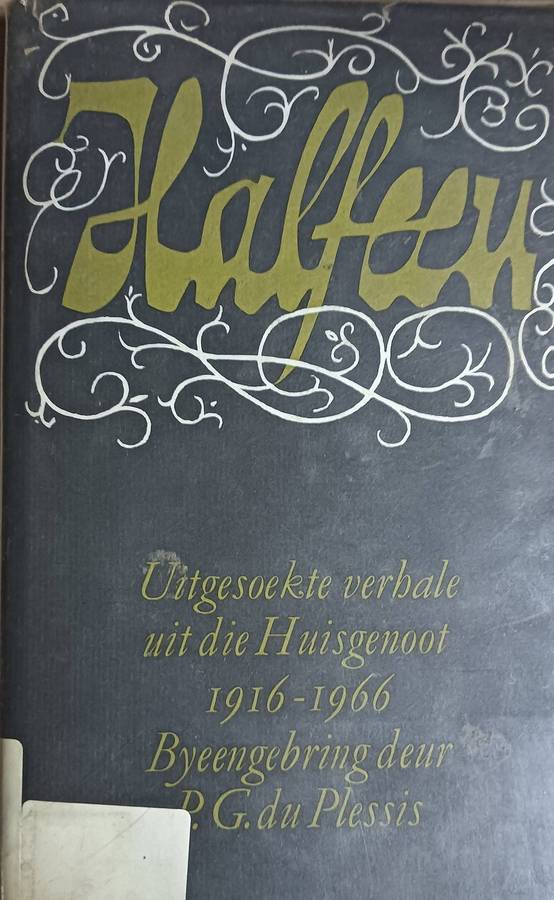 Halfeeu
Uitgesoekte verhale
uit die Huisgenoot
1916-1966
Byeengebring deur
P. G. du Plessis